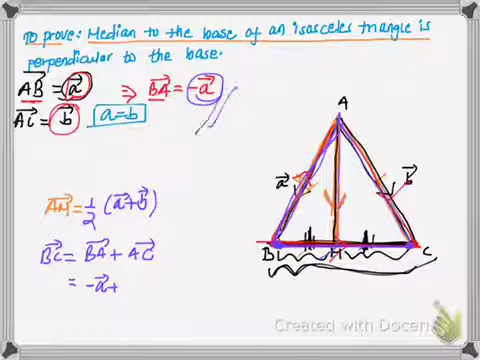 To prove: Median to the base of an isosceles triangle is
perpendicular to the base.
AB = a ⇒ BA = -a
AC = b a=b
A
a b
AM = 1/2 (a+b)
BC = BA + AC
= -a+
B M C
Created with Docen